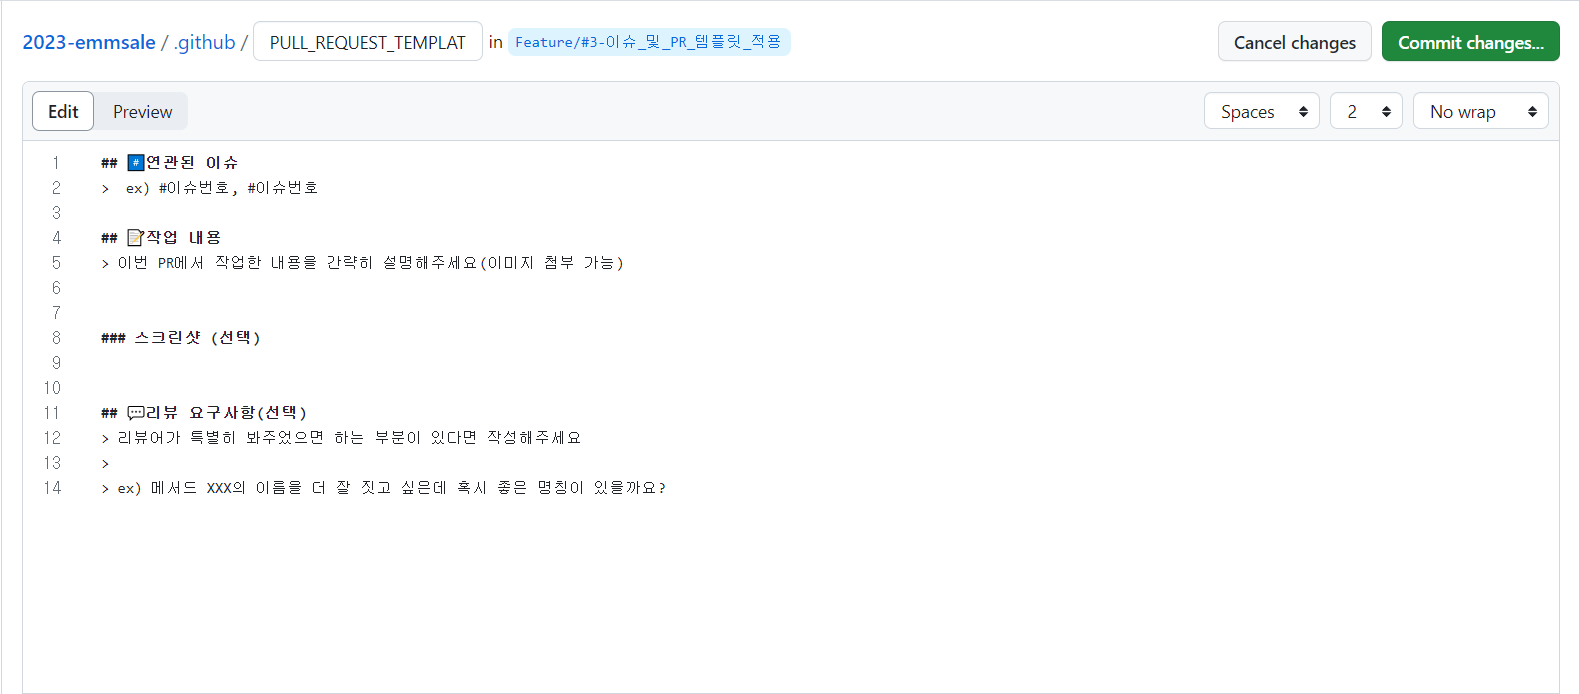 2023-emmsale / .github / PULL_REQUEST_TEMPLAT in Feature/#3-이슈_및_PR_템플릿_적용 Cancel changes Commit changes...
Edit Preview Spaces 2 No wrap
1 ## #️⃣연관된 이슈
2 >  ex) #이슈번호, #이슈번호
3
4 ## 📝작업 내용
5 > 이번 PR에서 작업한 내용을 간략히 설명해주세요(이미지 첨부 가능)
6
7
8 ### 스크린샷 (선택)
9
10
11 ## 💬리뷰 요구사항(선택)
12 > 리뷰어가 특별히 봐주었으면 하는 부분이 있다면 작성해주세요
13 >
14 > ex) 메서드 XXX의 이름을 더 잘 짓고 싶은데 혹시 좋은 명칭이 있을까요?